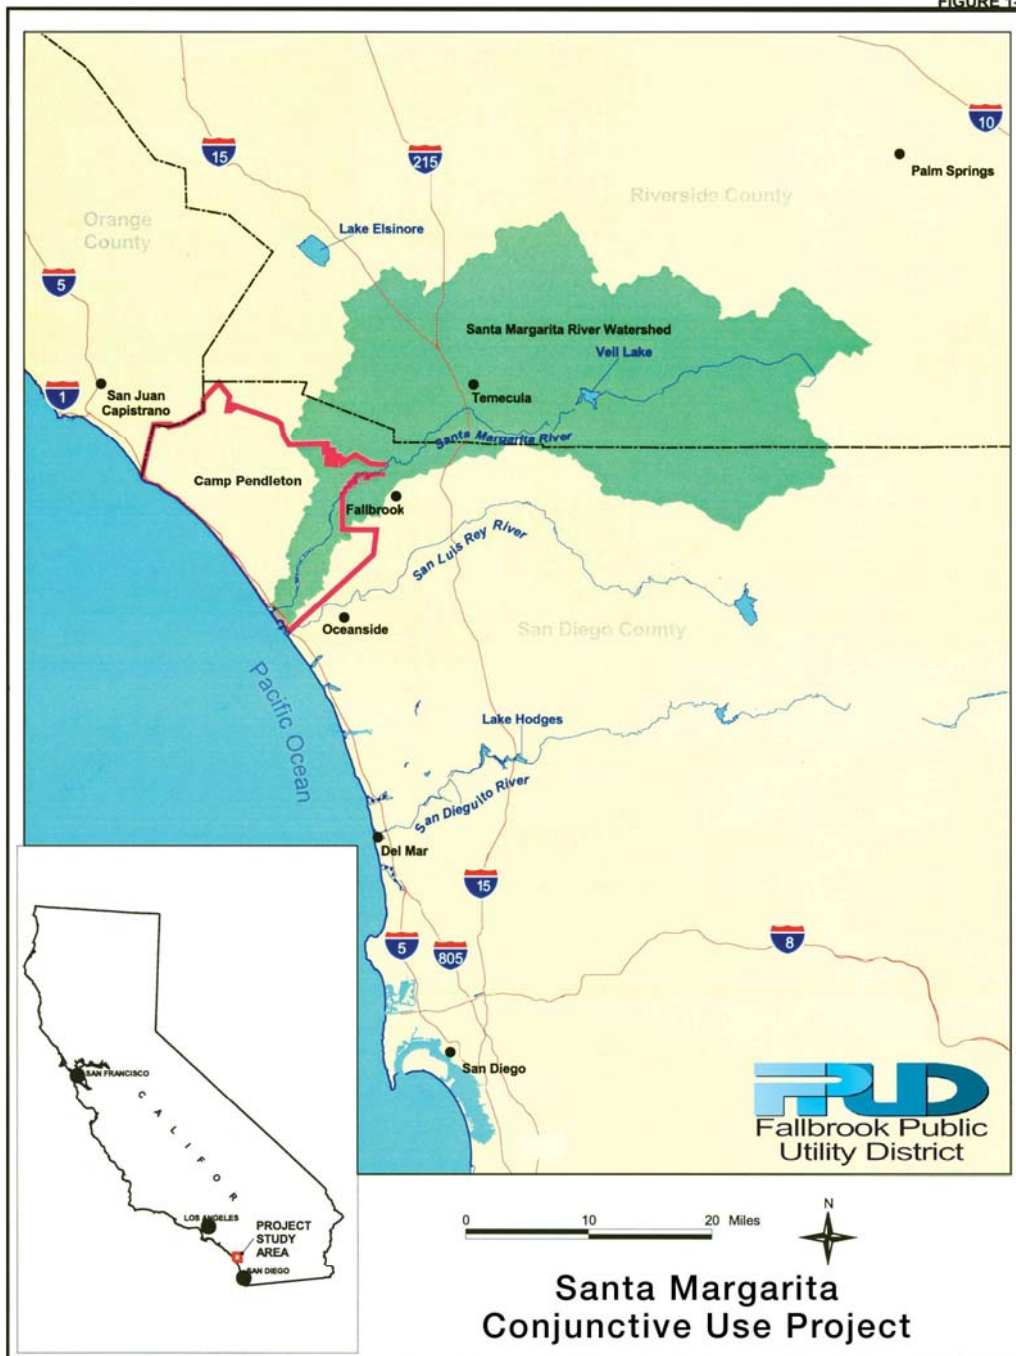 FIGURE 1-
15
215
10
Palm Springs
Riverside County
Orange
County
Lake Elsinore
5
Santa Margarita River Watershed
Veil Lake
1
San Juan
Capistrano
Temecula
Santa Margarita River
Camp Pendleton
Fallbrook
San Luis Rey River
Oceanside
San Diego County
Pacific Ocean
Lake Hodges
San Dieguito River
Del Mar
15
5
805
8
San Diego
FPUD
Fallbrook Public
Utility District
SAN FRANCISCO
CALIFOR
LOS ANGELES
PROJECT
STUDY
AREA
SAN DIEGO
0 10 20 Miles
N
Santa Margarita
Conjunctive Use Project